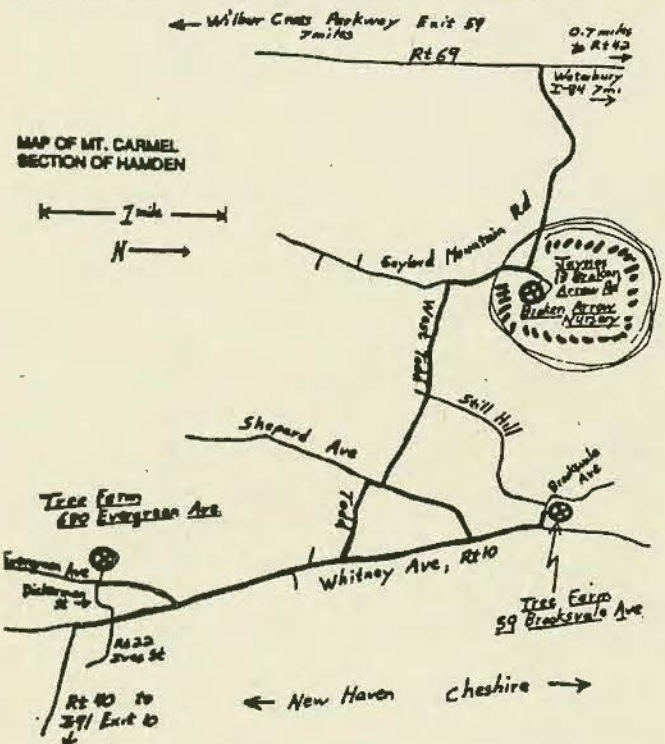 ← Wilbur Cross Parkway Exit 59
7 miles
0.7 miles
to Rt 42
Rt 69
Waterbury
I-84 7 mi
MAP OF MT. CARMEL
SECTION OF HAMDEN
1 mile
N
Gaylord Mountain Rd
Jaynes
13 Broken
Arrow Rd
Broken Arrow
Nursery
West Todd
Still Hill
Shepard Ave
Brooksvale
Ave
Todd
Tree Farm
690 Evergreen Ave
Evergreen Ave
Dickerman
St →
Whitney Ave, Rt 10
Tree Farm
59 Brooksvale Ave
Rt 22
Ives St
Rt 40 to
I 91 Exit 10
← New Haven Cheshire →